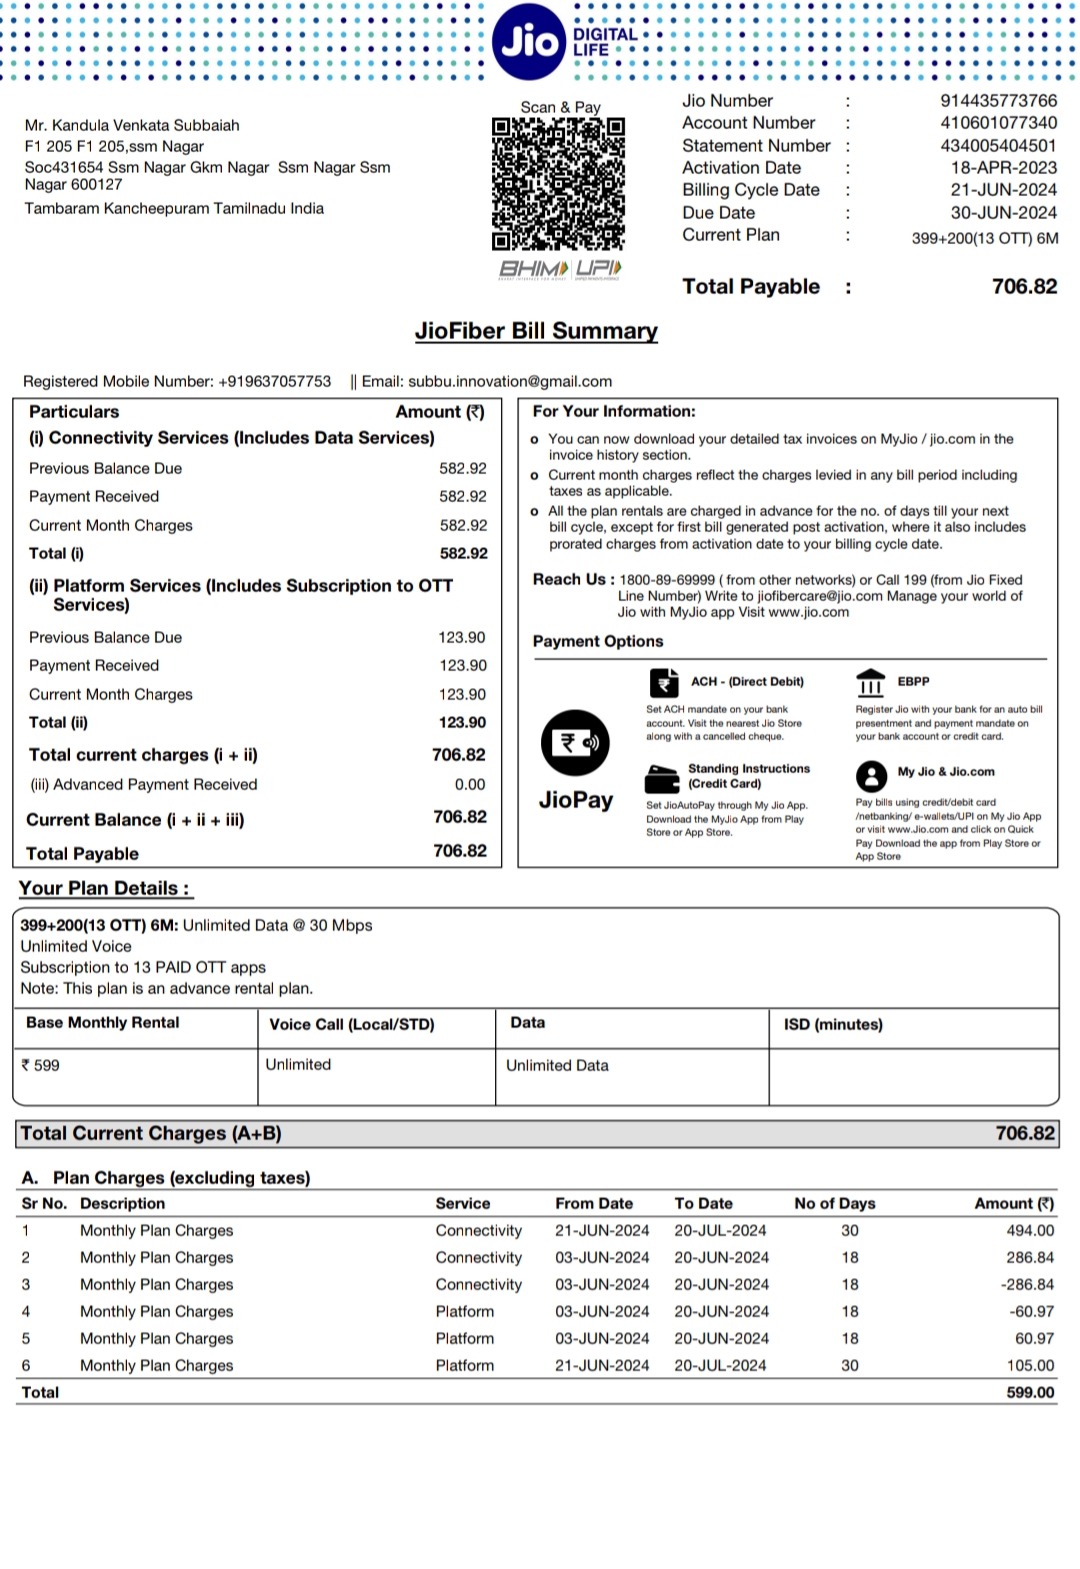 Jio DIGITAL
LIFE
Mr. Kandula Venkata Subbaiah
F1 205 F1 205,ssm Nagar
Soc431654 Ssm Nagar Gkm Nagar Ssm Nagar Ssm
Nagar 600127
Tambaram Kancheepuram Tamilnadu India
Scan & Pay
BHIM UPI
Jio Number : 914435773766
Account Number : 410601077340
Statement Number : 434005404501
Activation Date : 18-APR-2023
Billing Cycle Date : 21-JUN-2024
Due Date : 30-JUN-2024
Current Plan : 399+200(13 OTT) 6M
Total Payable : 706.82
JioFiber Bill Summary
Registered Mobile Number: +919637057753 || Email: subbu.innovation@gmail.com
Particulars Amount (₹)
(i) Connectivity Services (Includes Data Services)
Previous Balance Due 582.92
Payment Received 582.92
Current Month Charges 582.92
Total (i) 582.92
(ii) Platform Services (Includes Subscription to OTT
Services)
Previous Balance Due 123.90
Payment Received 123.90
Current Month Charges 123.90
Total (ii) 123.90
Total current charges (i + ii) 706.82
(iii) Advanced Payment Received 0.00
Current Balance (i + ii + iii) 706.82
Total Payable 706.82
For Your Information:
o You can now download your detailed tax invoices on MyJio / jio.com in the
invoice history section.
o Current month charges reflect the charges levied in any bill period including
taxes as applicable.
o All the plan rentals are charged in advance for the no. of days till your next
bill cycle, except for first bill generated post activation, where it also includes
prorated charges from activation date to your billing cycle date.
Reach Us : 1800-89-69999 ( from other networks) or Call 199 (from Jio Fixed
Line Number) Write to jiofibercare@jio.com Manage your world of
Jio with MyJio app Visit www.jio.com
Payment Options
JioPay
ACH - (Direct Debit)
Set ACH mandate on your bank
account. Visit the nearest Jio Store
along with a cancelled cheque.
EBPP
Register Jio with your bank for an auto bill
presentment and payment mandate on
your bank account or credit card.
Standing Instructions
(Credit Card)
Set JioAutoPay through My Jio App.
Download the MyJio App from Play
Store or App Store.
My Jio & Jio.com
Pay bills using credit/debit card
/netbanking/ e-wallets/UPI on My Jio App
or visit www.Jio.com and click on Quick
Pay Download the app from Play Store or
App Store
Your Plan Details :
399+200(13 OTT) 6M: Unlimited Data @ 30 Mbps
Unlimited Voice
Subscription to 13 PAID OTT apps
Note: This plan is an advance rental plan.
Base Monthly Rental Voice Call (Local/STD) Data ISD (minutes)
₹ 599 Unlimited Unlimited Data
Total Current Charges (A+B) 706.82
A. Plan Charges (excluding taxes)
Sr No. Description Service From Date To Date No of Days Amount (₹)
1 Monthly Plan Charges Connectivity 21-JUN-2024 20-JUL-2024 30 494.00
2 Monthly Plan Charges Connectivity 03-JUN-2024 20-JUN-2024 18 286.84
3 Monthly Plan Charges Connectivity 03-JUN-2024 20-JUN-2024 18 -286.84
4 Monthly Plan Charges Platform 03-JUN-2024 20-JUN-2024 18 -60.97
5 Monthly Plan Charges Platform 03-JUN-2024 20-JUN-2024 18 60.97
6 Monthly Plan Charges Platform 21-JUN-2024 20-JUL-2024 30 105.00
Total 599.00